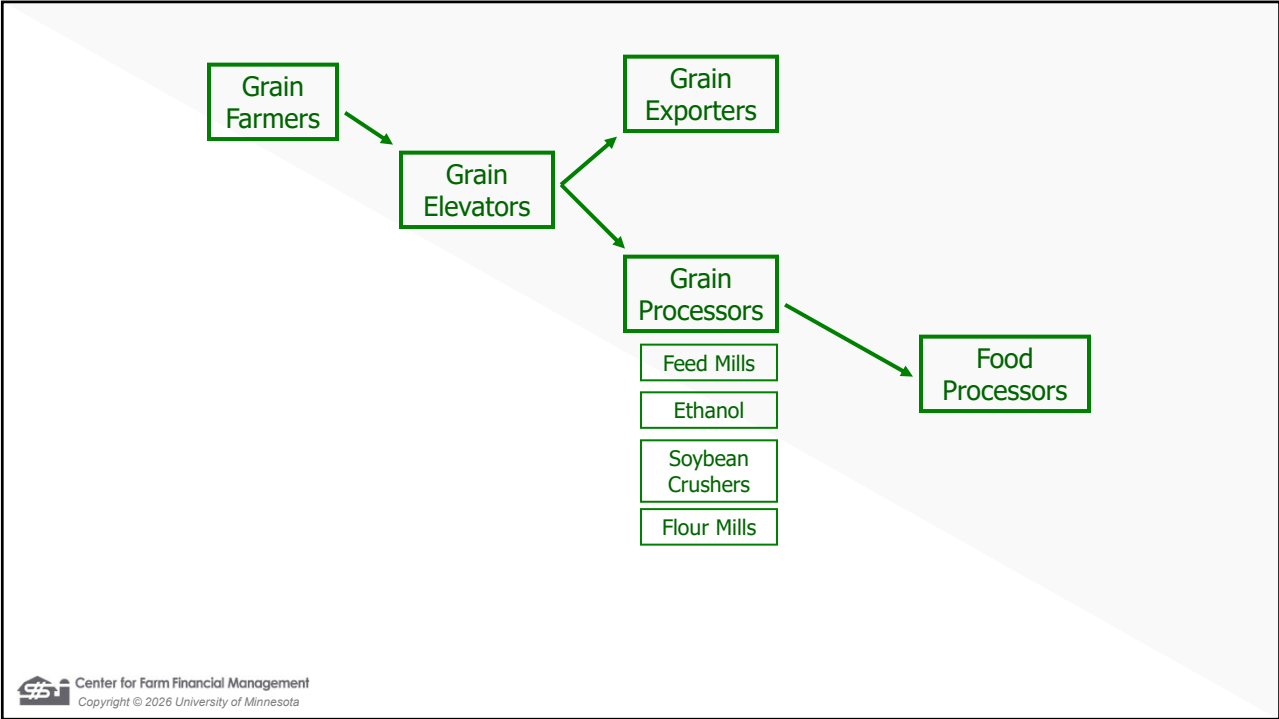 Grain
Farmers
Grain
Exporters
Grain
Elevators
Grain
Processors
Feed Mills
Ethanol
Soybean
Crushers
Flour Mills
Food
Processors
Center for Farm Financial Management
Copyright © 2026 University of Minnesota